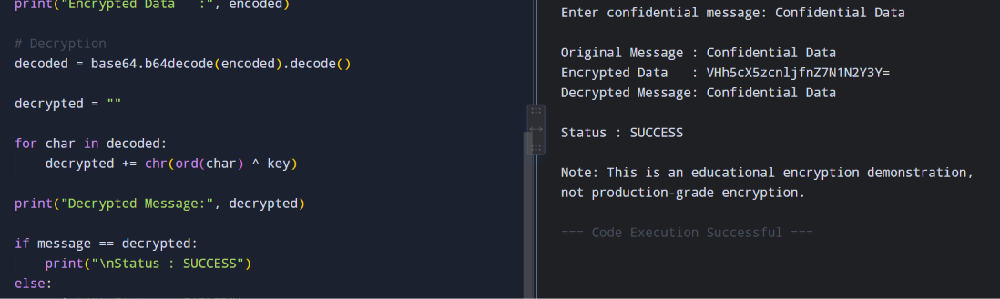 print("Encrypted Data   :", encoded)
# Decryption
decoded = base64.b64decode(encoded).decode()
decrypted = ""
for char in decoded:
    decrypted += chr(ord(char) ^ key)
print("Decrypted Message:", decrypted)
if message == decrypted:
    print("\nStatus : SUCCESS")
else:
Enter confidential message: Confidential Data
Original Message : Confidential Data
Encrypted Data   : VHh5cX5zcnljfnZ7N1N2Y3Y=
Decrypted Message: Confidential Data
Status : SUCCESS
Note: This is an educational encryption demonstration,
not production-grade encryption.
=== Code Execution Successful ===